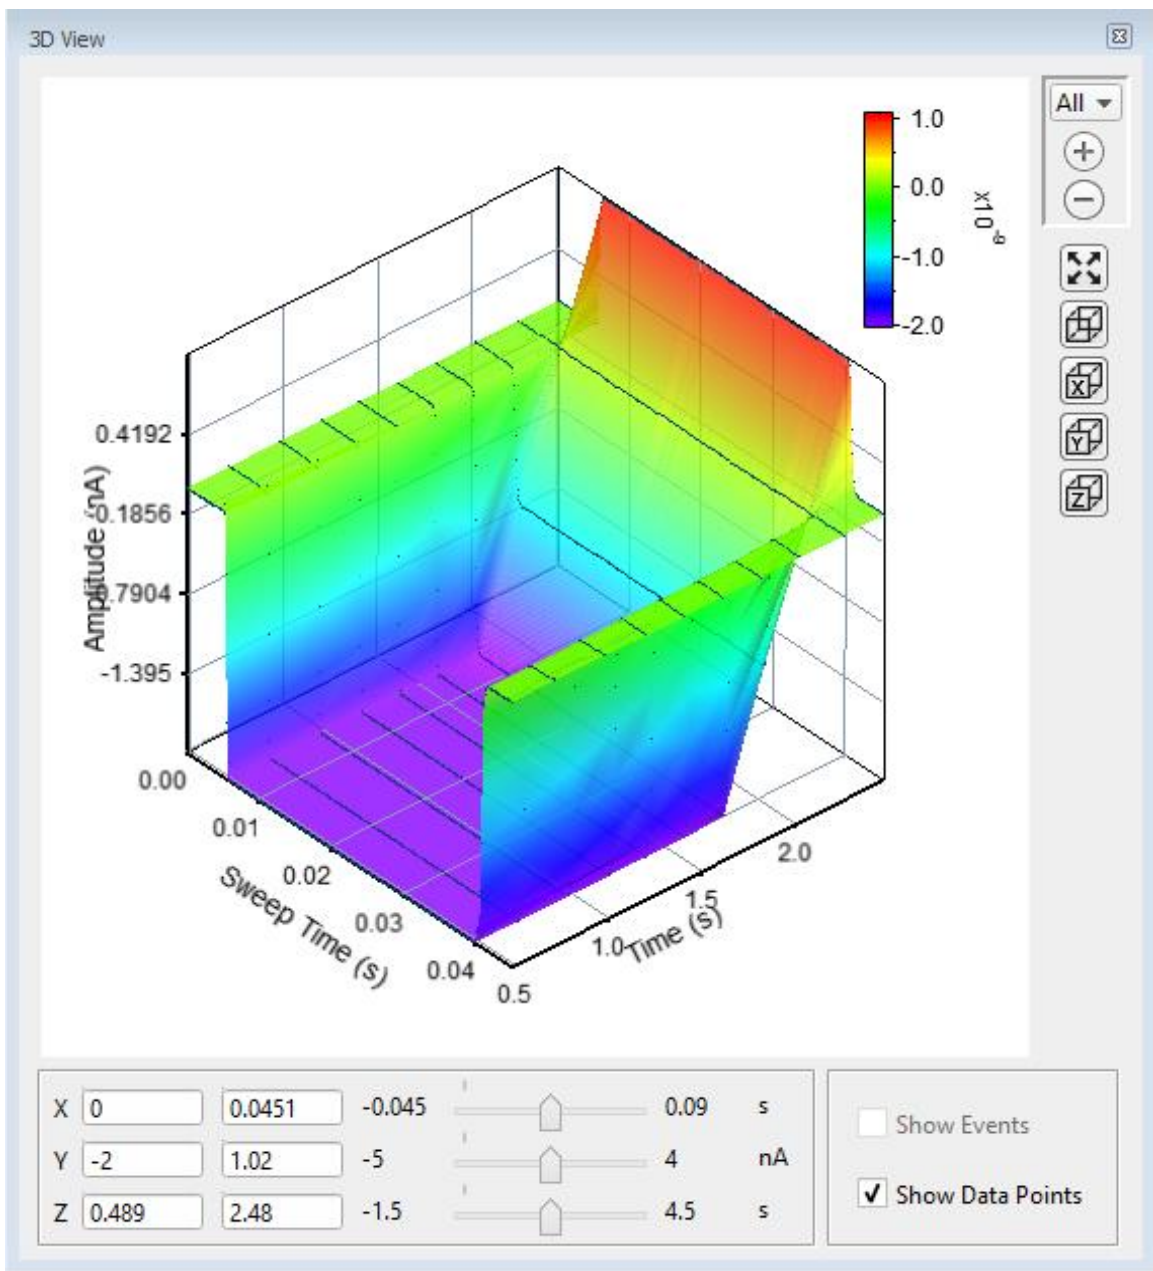 3D View
All
1.0
0.0
-1.0
-2.0
x10⁻⁹
X
Y
Z
Amplitude (nA)
0.4192
-0.1856
-0.7904
-1.395
0.00
0.01
0.02
0.03
0.04
Sweep Time (s)
0.5
1.0
1.5
2.0
Time (s)
X 0 0.0451 -0.045 0.09 s
Y -2 1.02 -5 4 nA
Z 0.489 2.48 -1.5 4.5 s
Show Events
Show Data Points